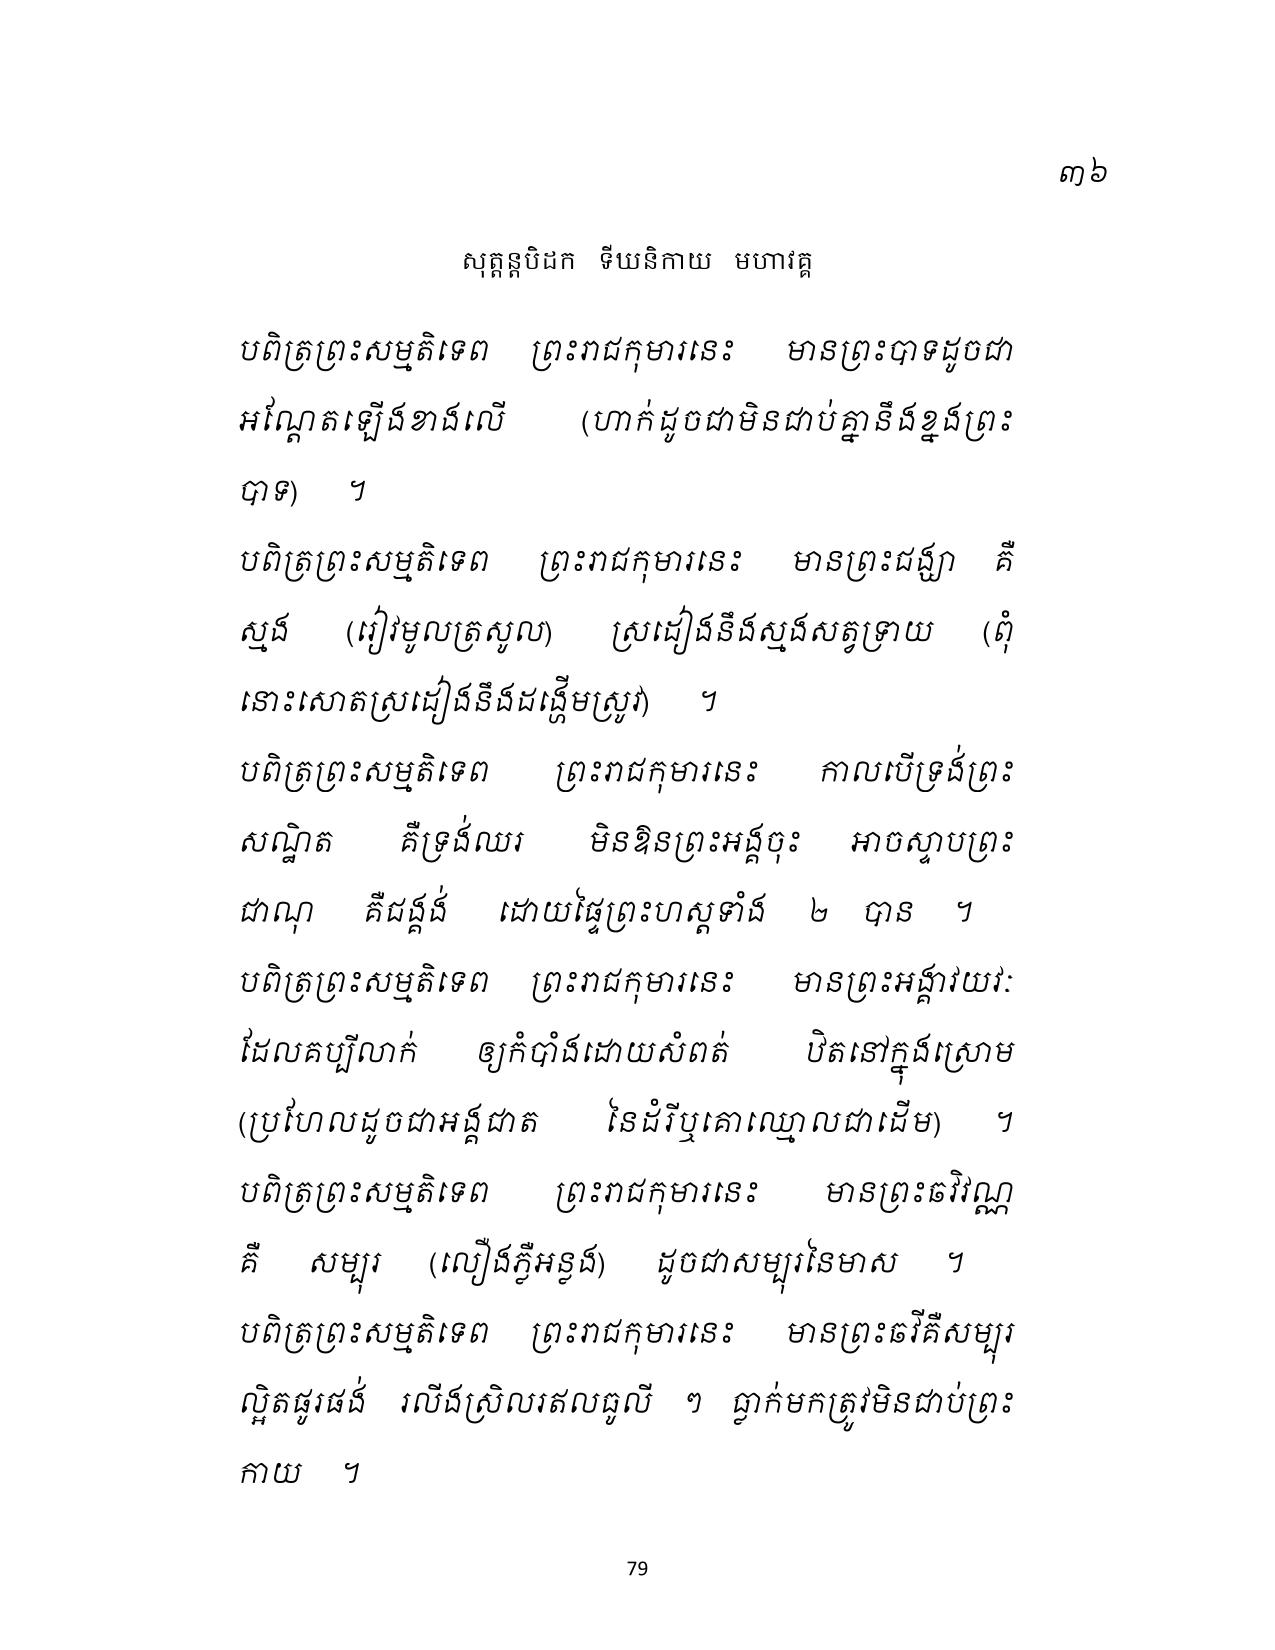 ៣៦
សុត្តន្តបិដក ទីឃនិកាយ មហាវគ្គ
បពិត្រព្រះសម្មតិទេព ព្រះរាជកុមារនេះ មានព្រះបាទដូចជា
អណ្តែតឡើងខាងលើ (ហាក់ដូចជាមិនជាប់គ្នានឹងខ្នងព្រះ
បាទ) ។
បពិត្រព្រះសម្មតិទេព ព្រះរាជកុមារនេះ មានព្រះជង្ឃា គឺ
ស្មង (រៀវមូលត្រសូល) ស្រដៀងនឹងស្មងសត្វទ្រាយ (ពុំ
នោះសោតស្រដៀងនឹងដង្ហើមស្រូវ) ។
បពិត្រព្រះសម្មតិទេព ព្រះរាជកុមារនេះ កាលបើទ្រង់ព្រះ
សណ្ឋិត គឺទ្រង់ឈរ មិនឱនព្រះអង្គចុះ អាចស្ទាបព្រះ
ជាណុ គឺជង្គង់ ដោយផ្ទៃព្រះហស្តទាំង ២ បាន ។
បពិត្រព្រះសម្មតិទេព ព្រះរាជកុមារនេះ មានព្រះអង្គាវយវៈ
ដែលគប្បីលាក់ ឲ្យកំបាំងដោយសំពត់ ឋិតនៅក្នុងស្រោម
(ប្រហែលដូចជាអង្គជាត នៃដំរីឬគោឈ្មោលជាដើម) ។
បពិត្រព្រះសម្មតិទេព ព្រះរាជកុមារនេះ មានព្រះឆវិវណ្ណ
គឺ សម្បុរ (លឿងភ្លឺអន្លង) ដូចជាសម្បុរនៃមាស ។
បពិត្រព្រះសម្មតិទេព ព្រះរាជកុមារនេះ មានព្រះឆវីគឺសម្បុរ
ល្អិតផូរផង់ រលីងស្រិលរឥលធូលី ៗ ធ្លាក់មកត្រូវមិនជាប់ព្រះ
កាយ ។
79